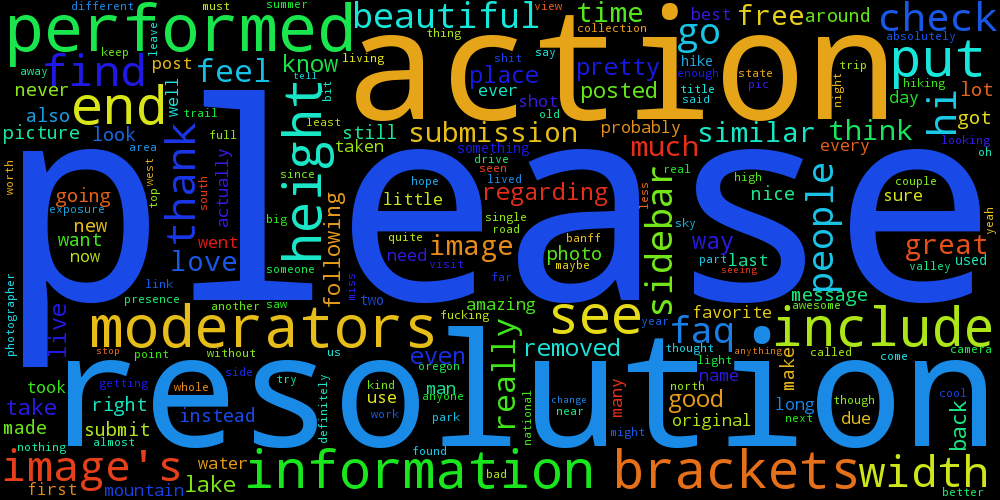 different must summer beautiful thing view time collection best free around check absolutely
performed keep leave action go put
away find post feel know living tell shit say place pretty hike enough title said state pic trip night hiking day lot
never end well bit ever shot posted old hi got
also trail full least submission probably similar think looking
picture look area still taken something much every oh
worth west top thank actually height since drive seen regarding real high nice people couple sure
please
going exposure south hope lived little less
new big following quite single road sky yeah
want went image banff sidebar way great
now love someone need visit photo maybe part last seeing valley used
photographer live link miss far
presence another saw two amazing message awesome
moderators fucking see year favorite include
stop point without us even oregon really removed thought faq anything make called come camera
resolution light
took getting side try kind man anyone north name though cool
take whole definitely use national change many good long
made right instead work park near original next due back
submit might
nothing almost found
image's water information bad brackets width
first mountain lake better